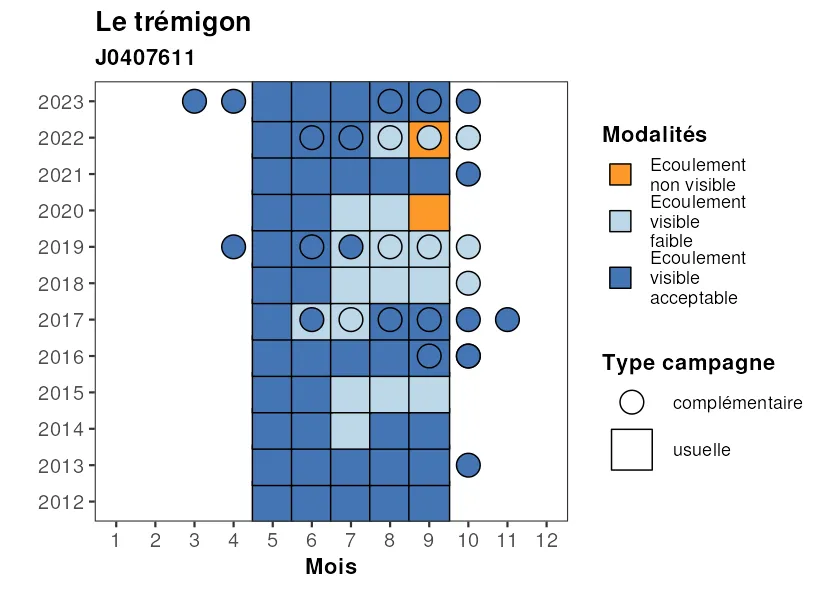 Le trémigon
J0407611
2023
2022
2021
2020
2019
2018
2017
2016
2015
2014
2013
2012
1 2 3 4 5 6 7 8 9 10 11 12
Mois
Modalités
Ecoulement
non visible
Ecoulement
visible
faible
Ecoulement
visible
acceptable
Type campagne
complémentaire
usuelle